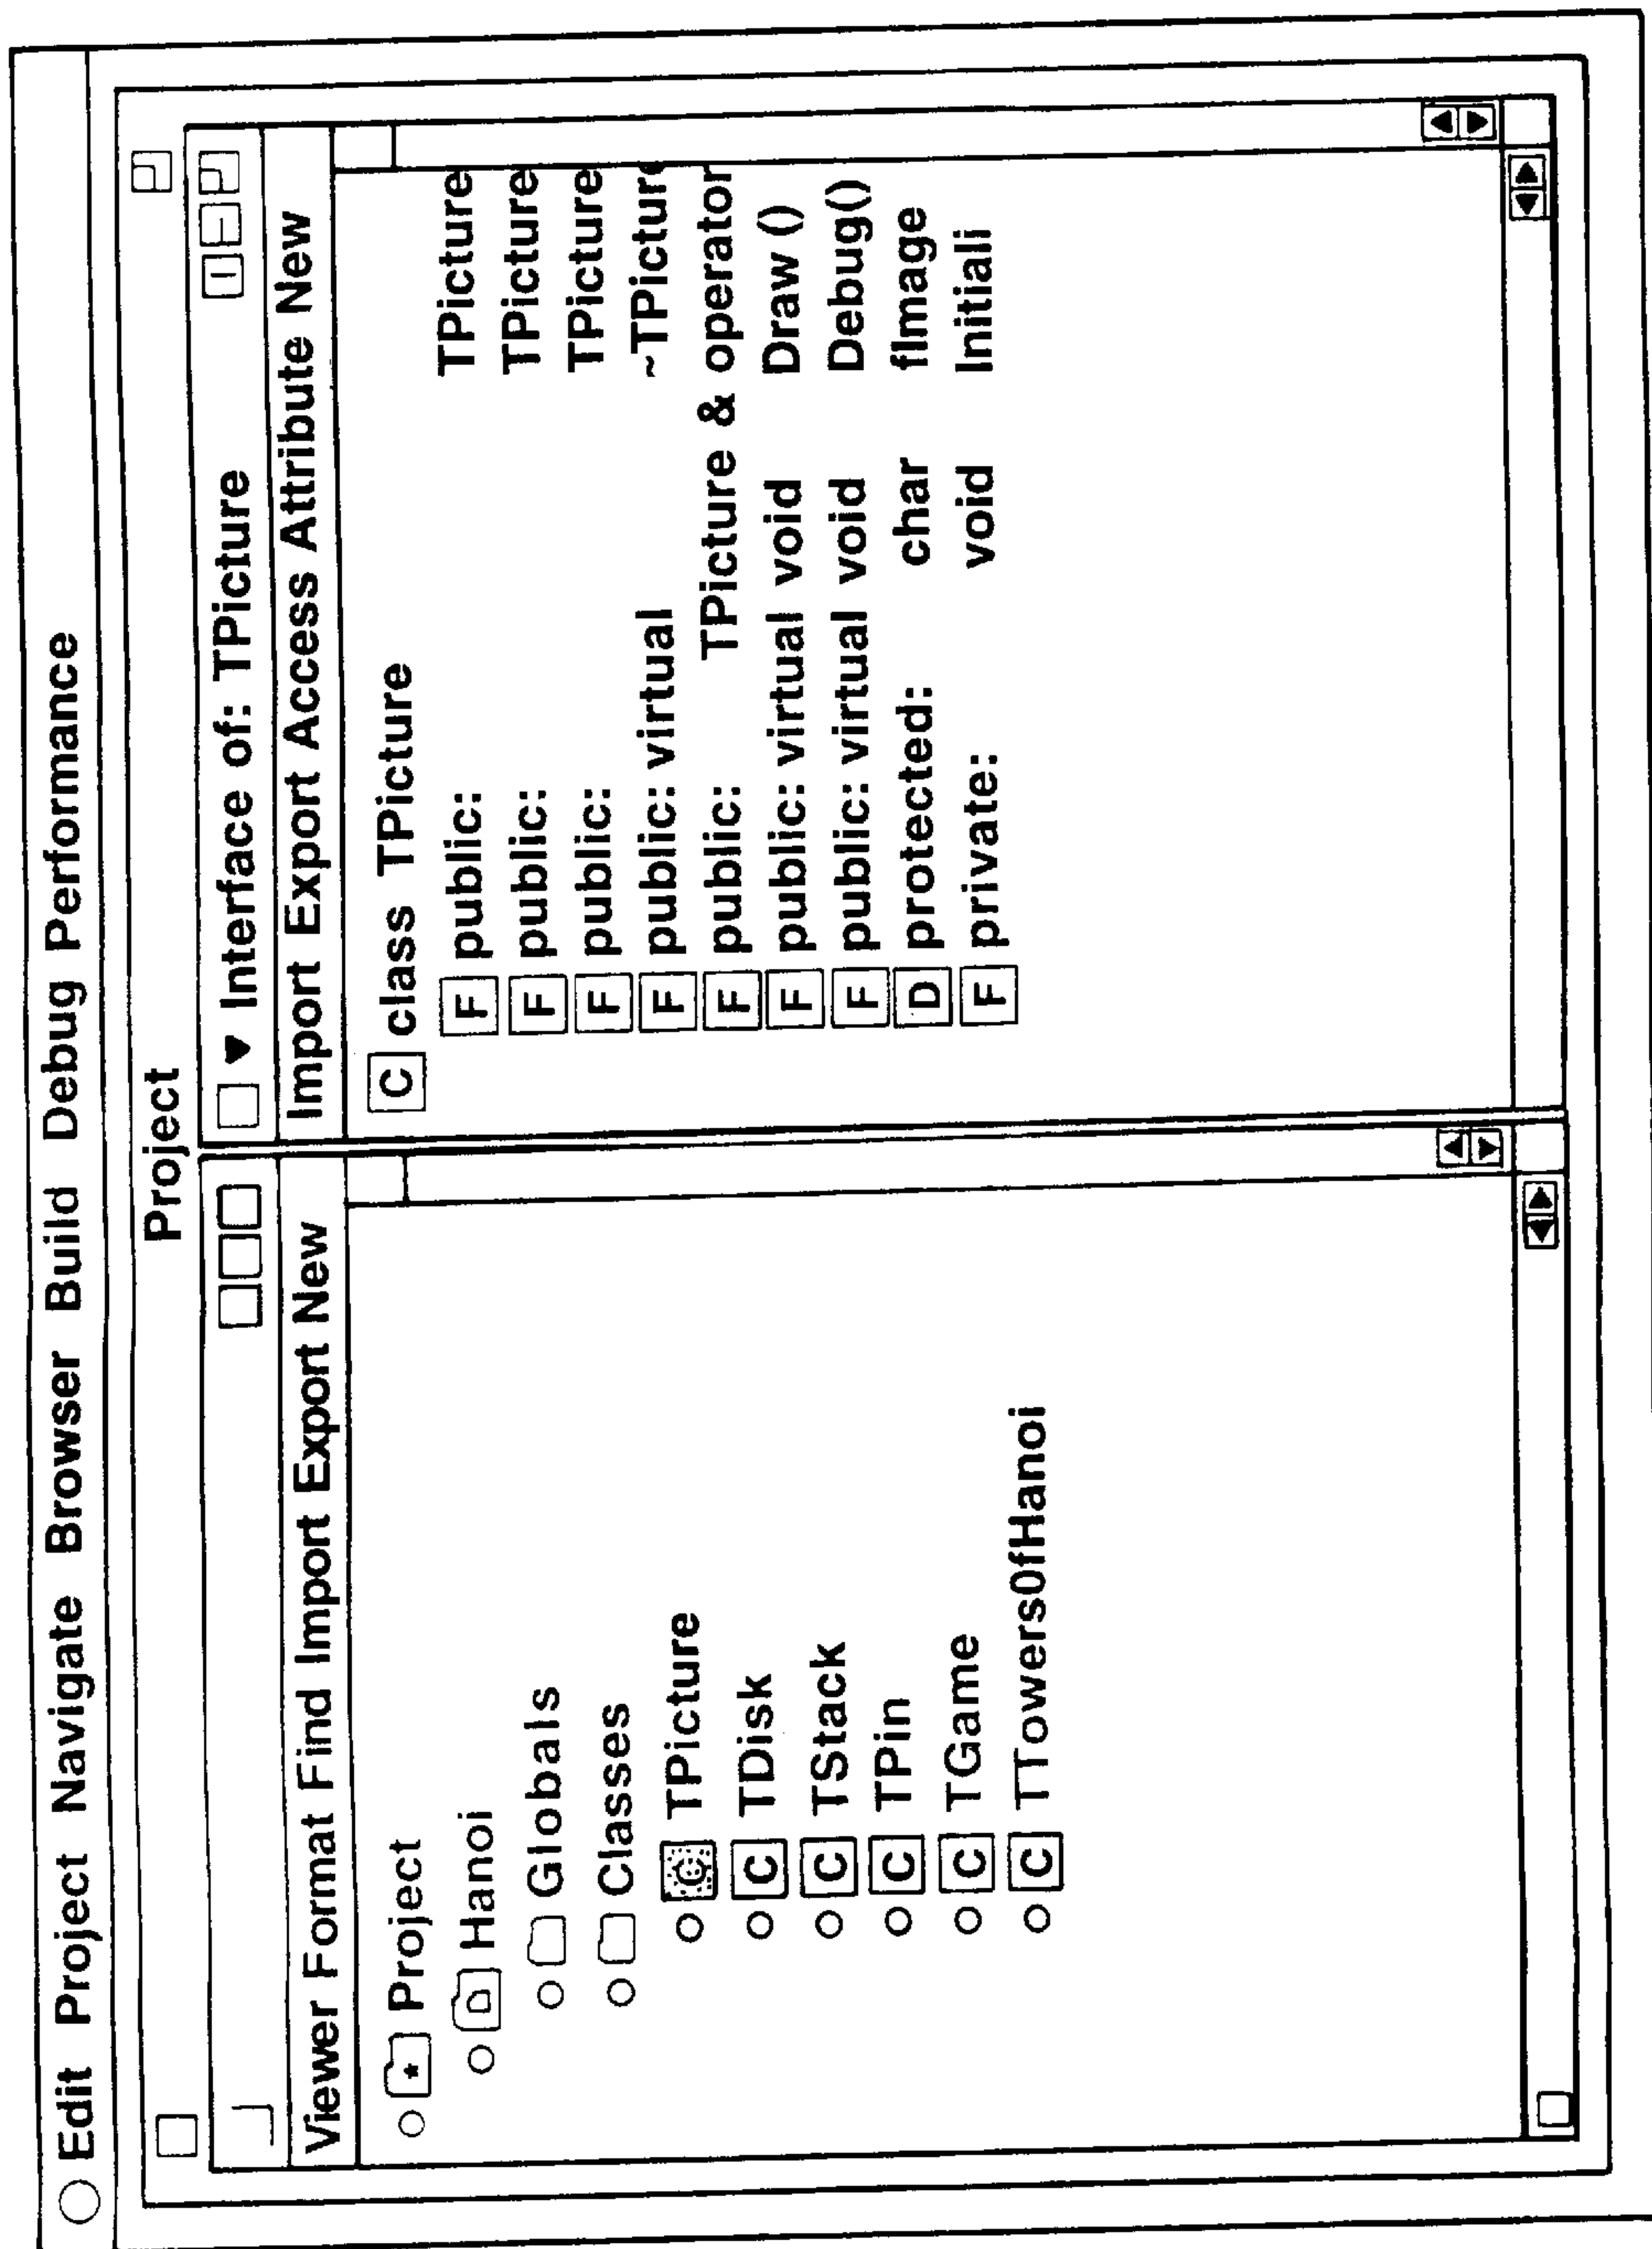 Edit Project Navigate Browser Build Debug Performance
Project
Viewer Format Find Import Export New
Project
Hanoi
Globals
Classes
C TPicture
C TDisk
C TStack
C TPin
C TGame
C TTowers0fHanoi
Interface of: TPicture
Import Export Access Attribute New
C class TPicture
F public: TPicture
F public: TPicture
F public: TPicture
F public: virtual ~TPicture
F public: TPicture & operator
F public: virtual void Draw ()
F public: virtual void Debug()
D protected: char fImage
F private: void Initiali